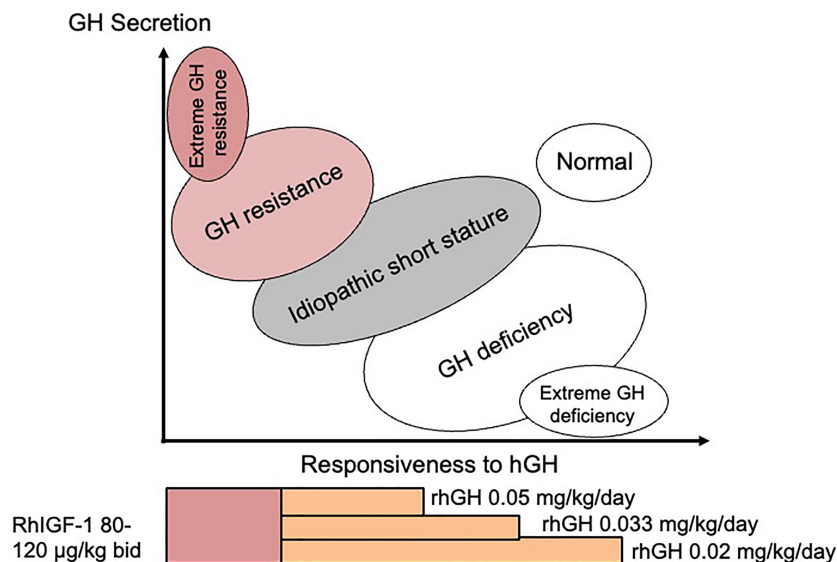 GH Secretion
Extreme GH
resistance
Normal
GH resistance
Idiopathic short stature
GH deficiency
Extreme GH
deficiency
Responsiveness to hGH
RhIGF-1 80-
120 µg/kg bid
rhGH 0.05 mg/kg/day
rhGH 0.033 mg/kg/day
rhGH 0.02 mg/kg/day